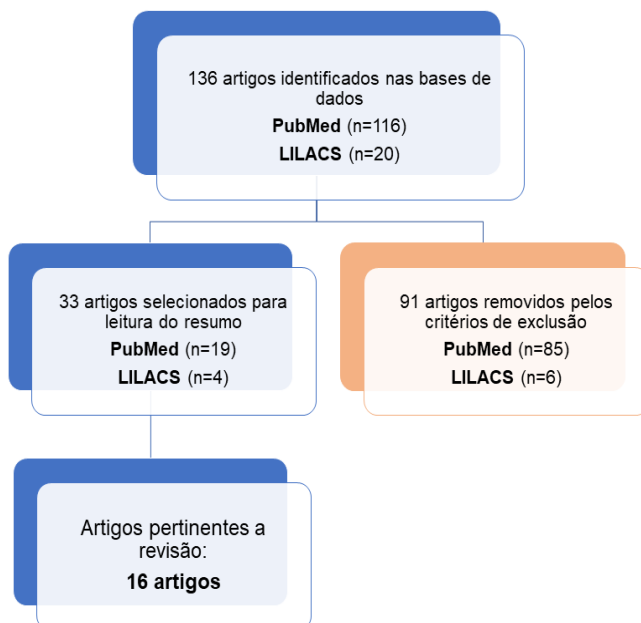 136 artigos identificados nas bases de
dados
PubMed (n=116)
LILACS (n=20)
33 artigos selecionados para
leitura do resumo
PubMed (n=19)
LILACS (n=4)
91 artigos removidos pelos
critérios de exclusão
PubMed (n=85)
LILACS (n=6)
Artigos pertinentes a
revisão:
16 artigos